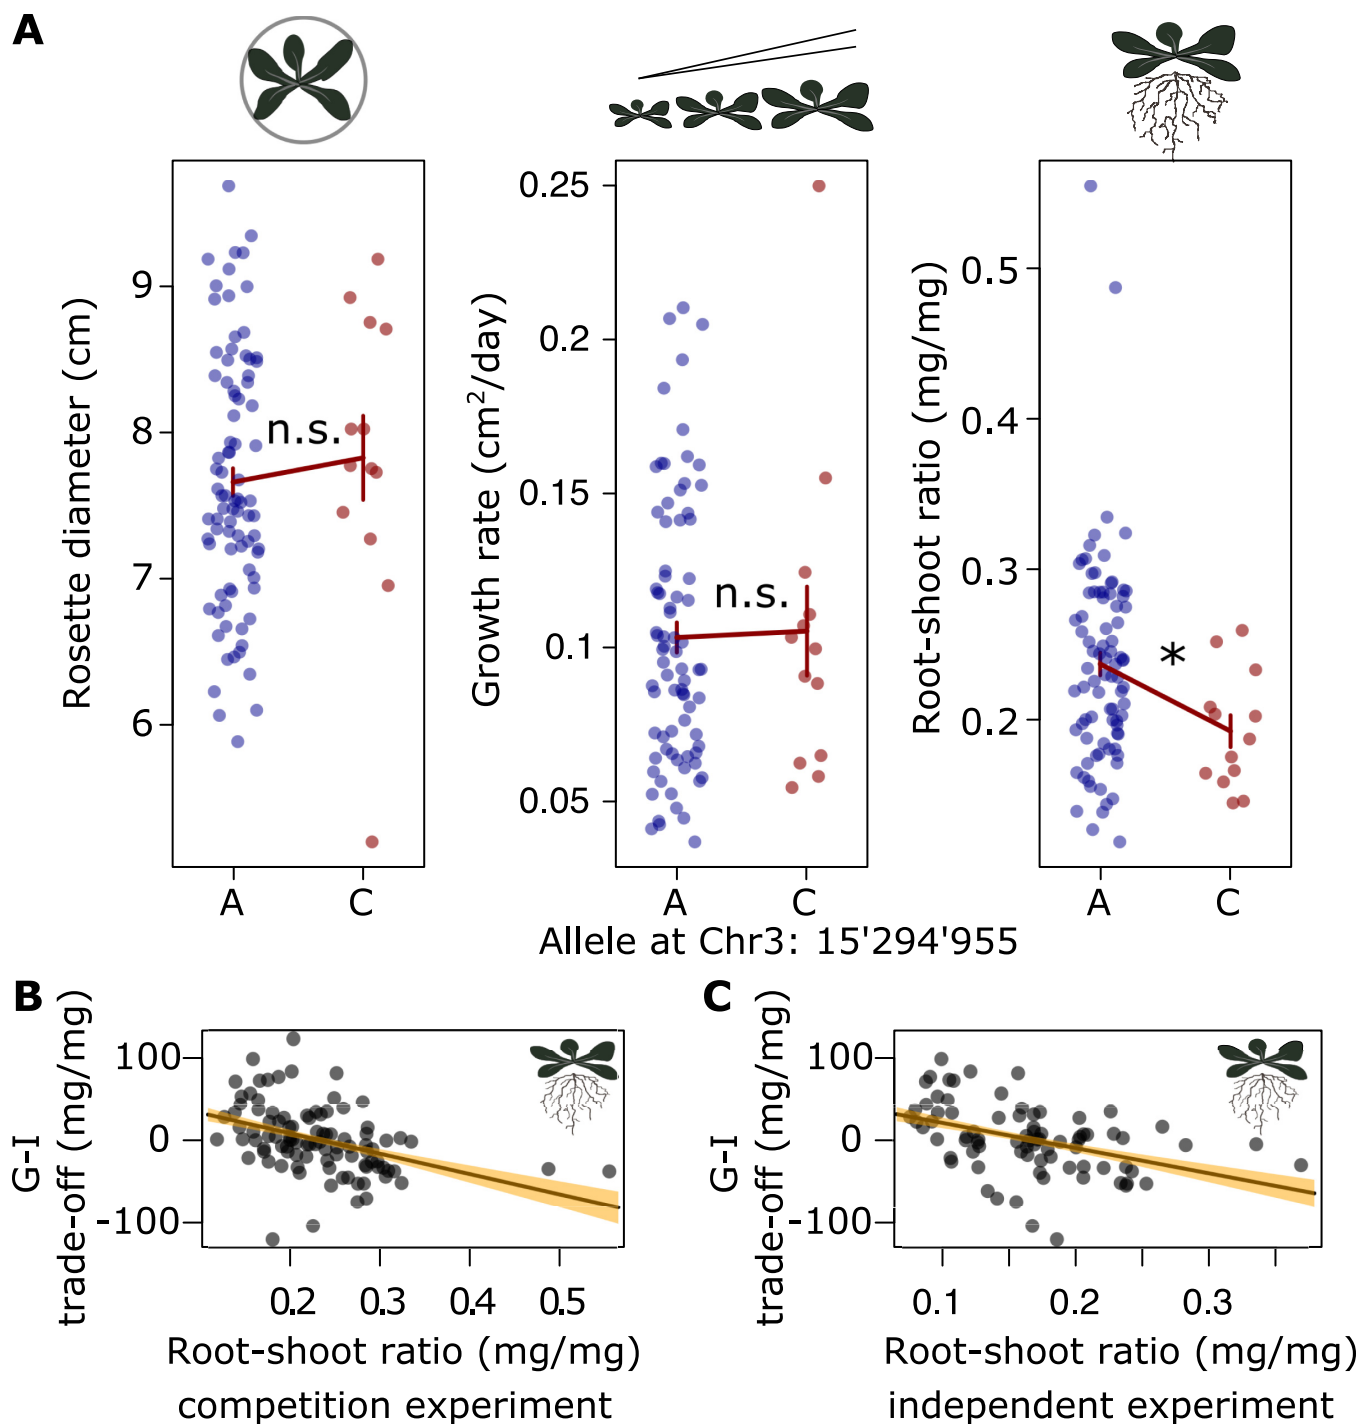 A
Rosette diameter (cm)
9
8
7
6
n.s.
A
C
Growth rate (cm²/day)
0.25
0.2
0.15
0.1
0.05
n.s.
A
C
Root-shoot ratio (mg/mg)
0.5
0.4
0.3
0.2
*
A
C
Allele at Chr3: 15'294'955
B
G-I
trade-off (mg/mg)
100
0
-100
0.2 0.3 0.4 0.5
Root-shoot ratio (mg/mg)
competition experiment
C
G-I
trade-off (mg/mg)
100
0
-100
0.1 0.2 0.3
Root-shoot ratio (mg/mg)
independent experiment